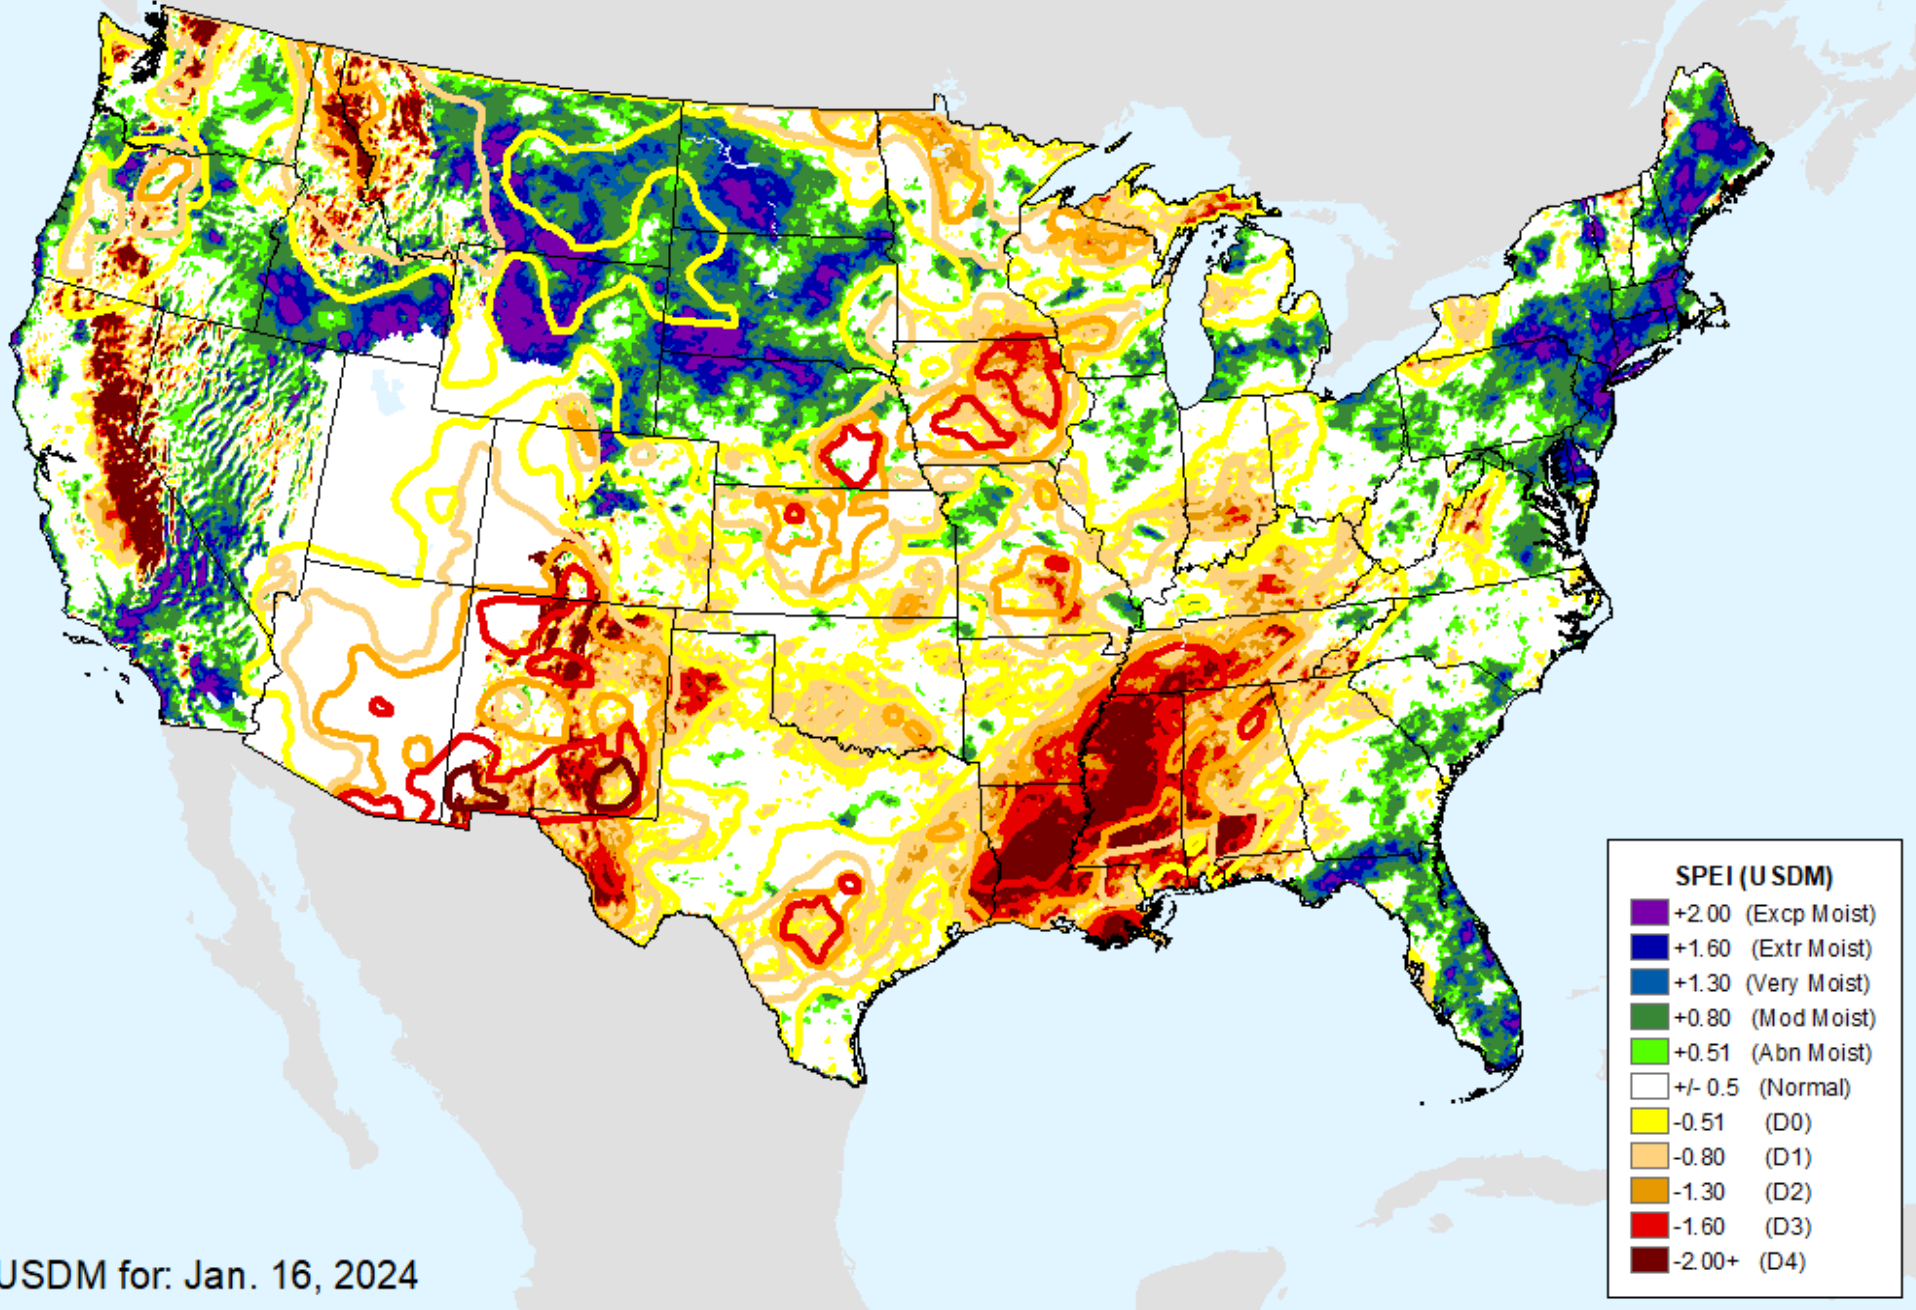 SPEI (USDM)
+2.00 (Excp Moist)
+1.60 (Extr Moist)
+1.30 (Very Moist)
+0.80 (Mod Moist)
+0.51 (Abn Moist)
+/- 0.5 (Normal)
-0.51 (D0)
-0.80 (D1)
-1.30 (D2)
-1.60 (D3)
-2.00+ (D4)
USDM for: Jan. 16, 2024